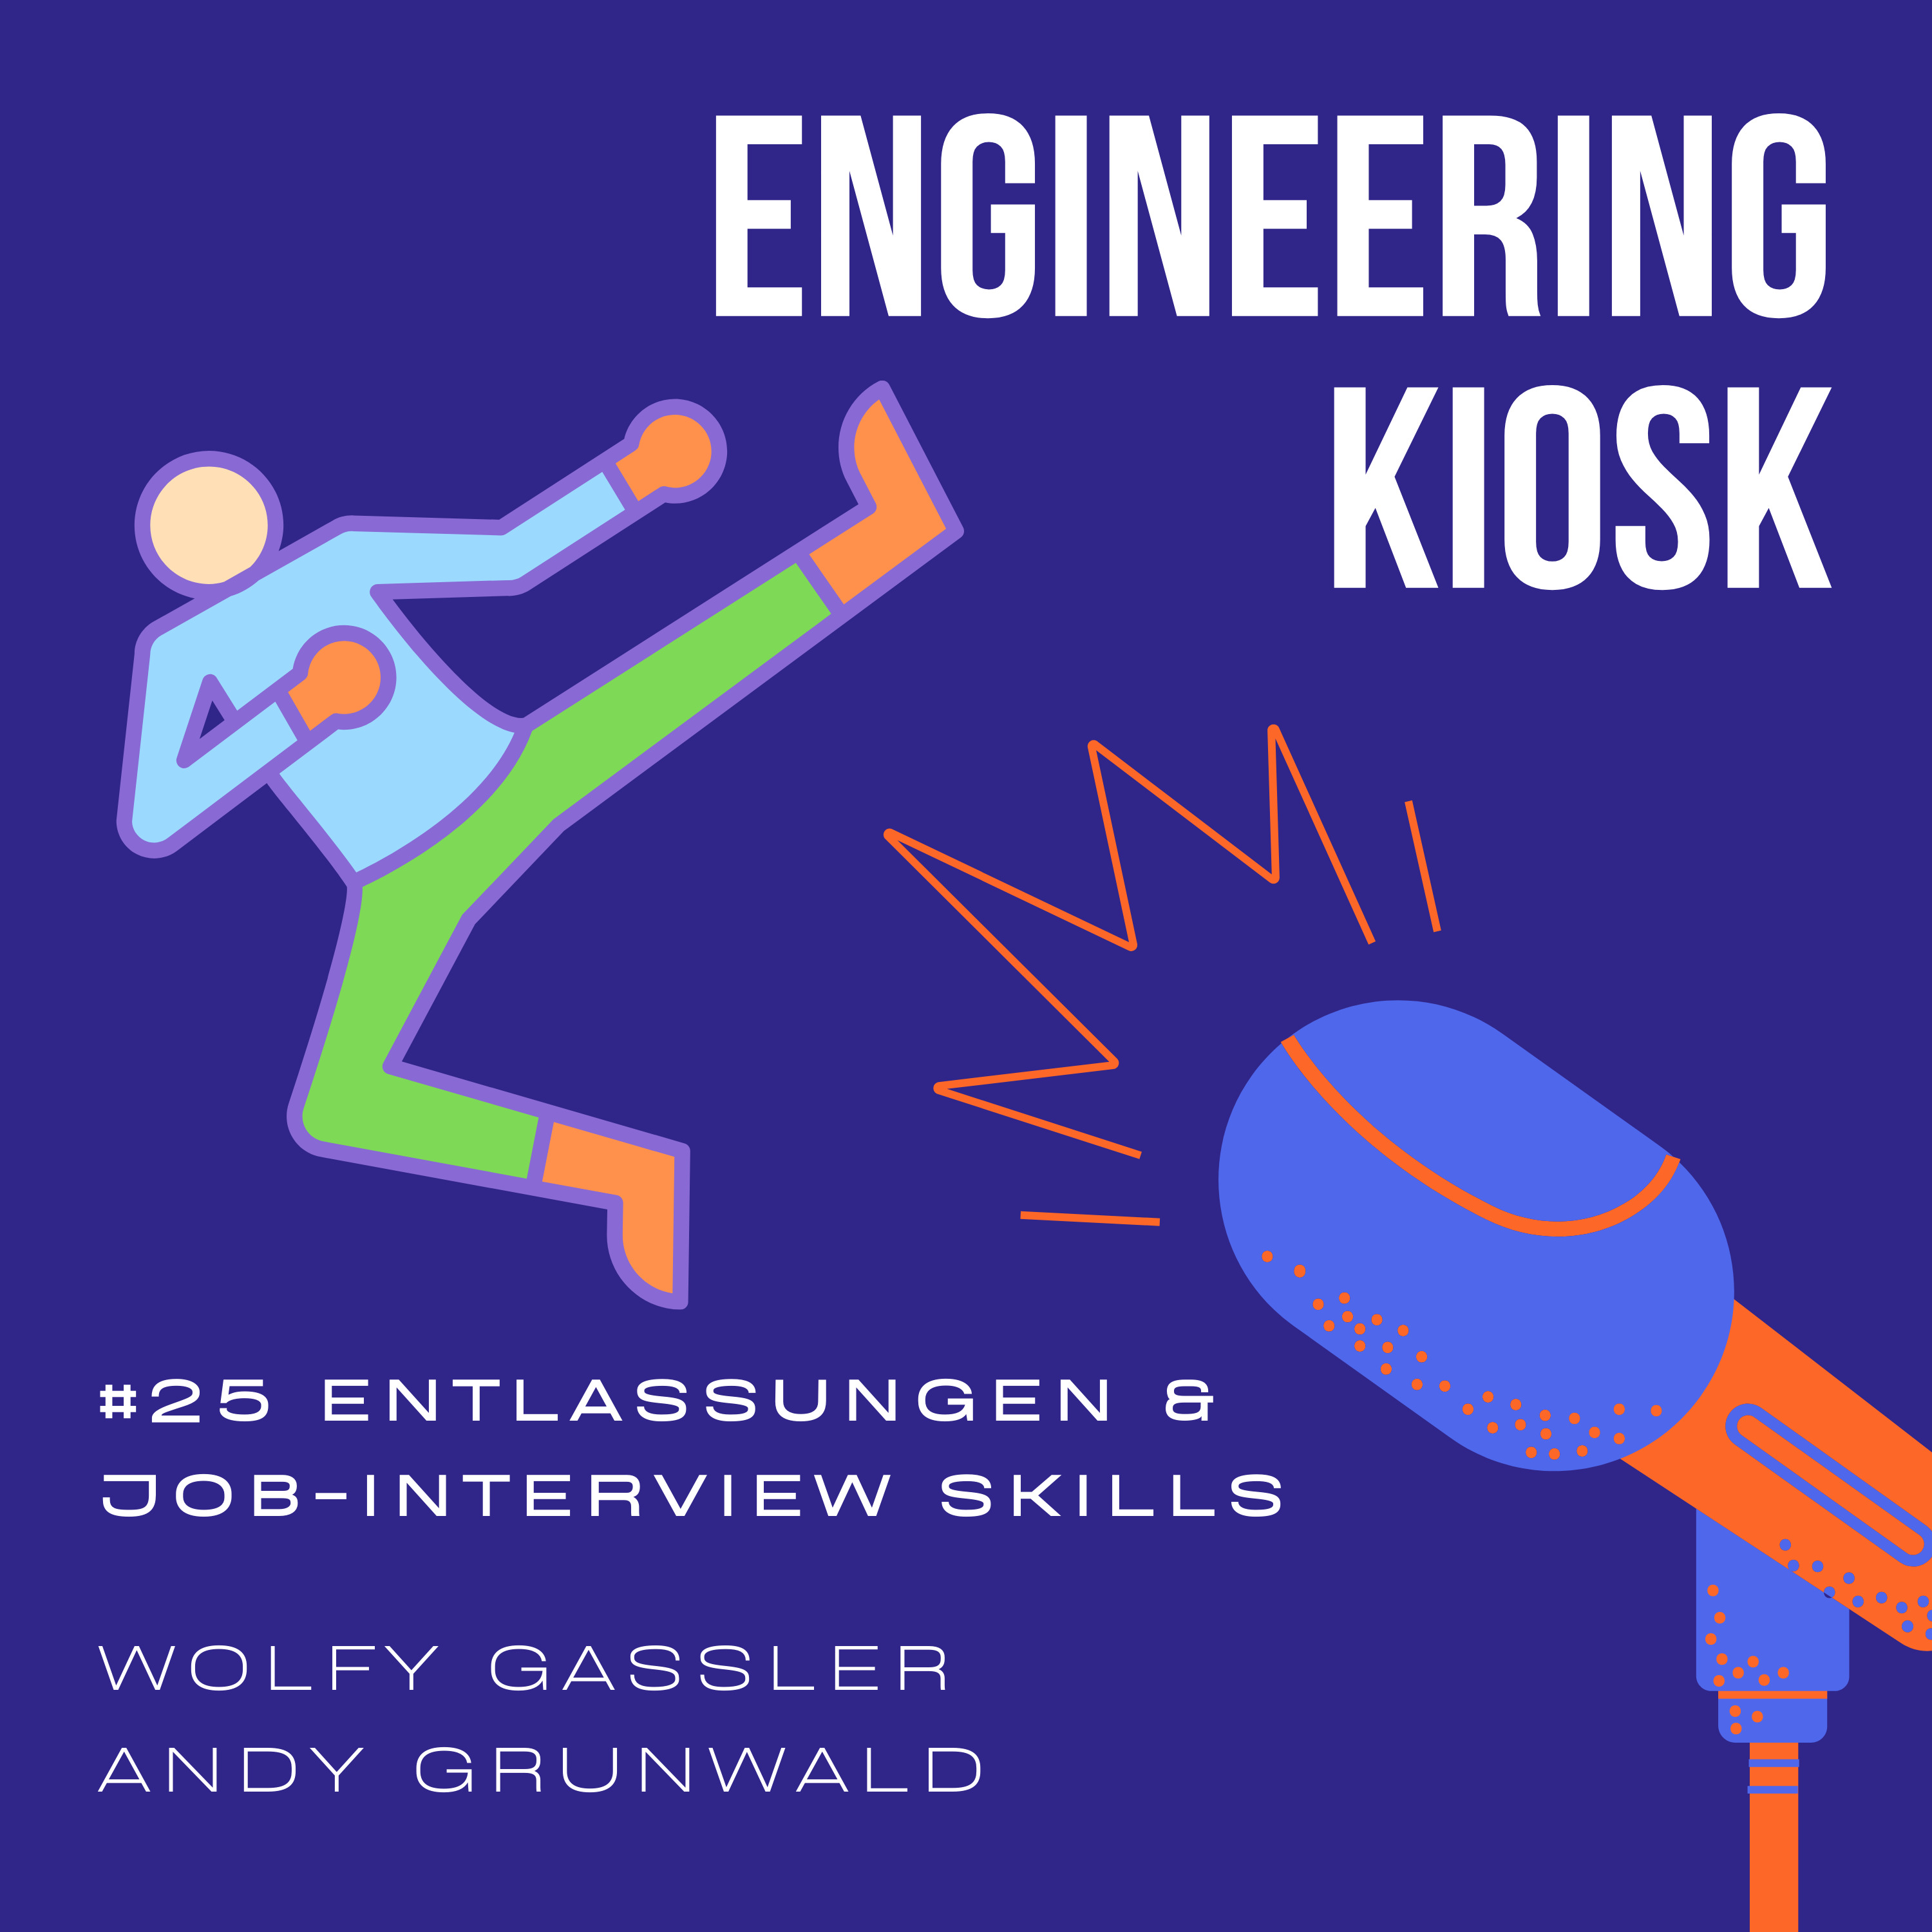 ENGINEERING
KIOSK
#25 ENTLASSUNGEN &
JOB-INTERVIEW SKILLS
WOLFY GASSLER
ANDY GRUNWALD